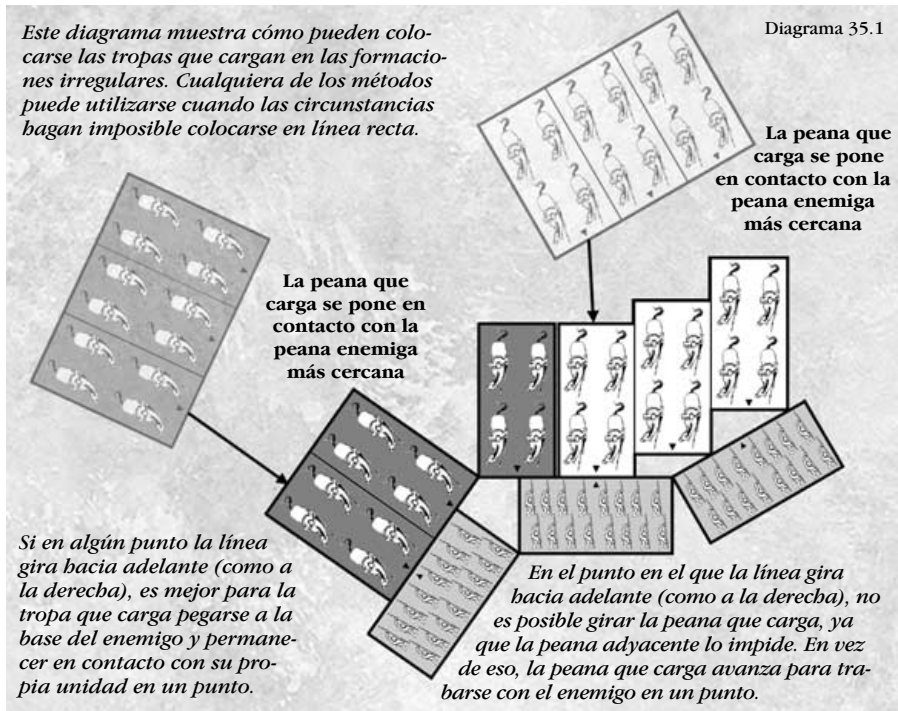 Este diagrama muestra cómo pueden colo-
carse las tropas que cargan en las formacio-
nes irregulares. Cualquiera de los métodos
puede utilizarse cuando las circunstancias
hagan imposible colocarse en línea recta.
Diagrama 35.1
La peana que
carga se pone
en contacto con la
peana enemiga
más cercana
La peana que
carga se pone en
contacto con la
peana enemiga
más cercana
Si en algún punto la línea
gira hacia adelante (como a
la derecha), es mejor para la
tropa que carga pegarse a la
base del enemigo y permane-
cer en contacto con su pro-
pia unidad en un punto.
En el punto en el que la línea gira
hacia adelante (como a la derecha), no
es posible girar la peana que carga, ya
que la peana adyacente lo impide. En vez
de eso, la peana que carga avanza para tra-
barse con el enemigo en un punto.